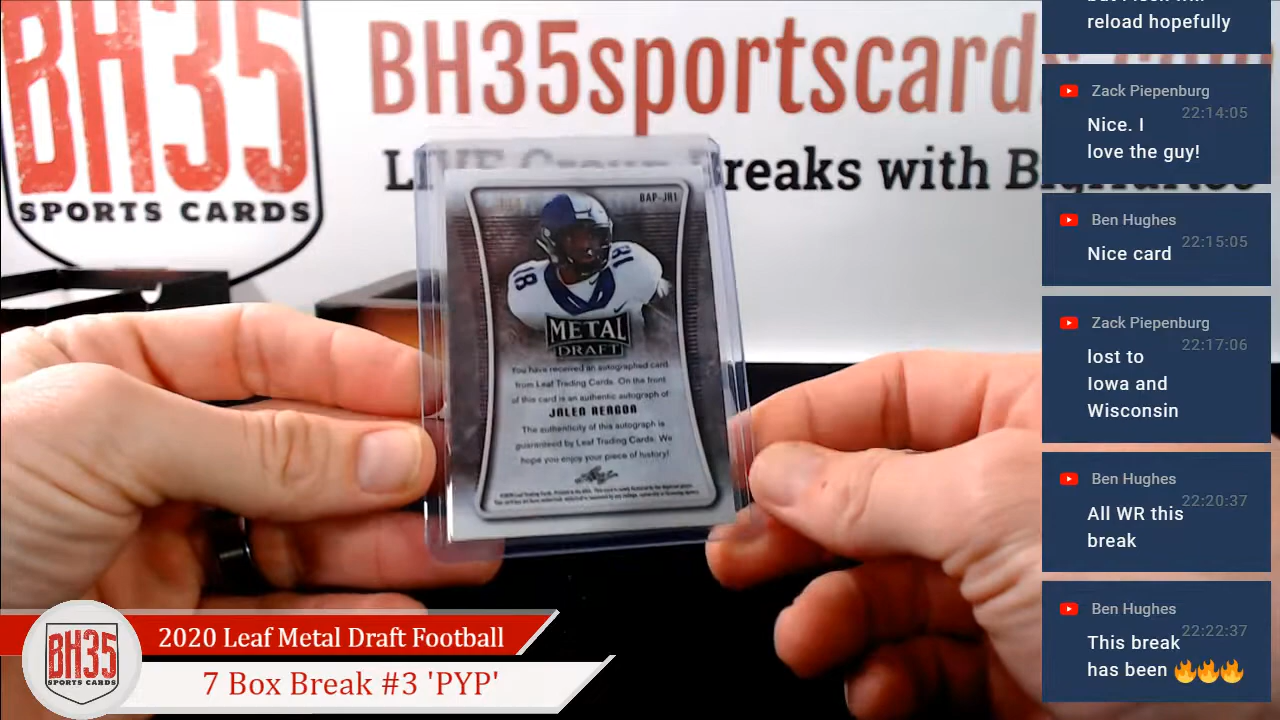 BH35
SPORTS CARDS
BH35sportscards
Breaks with
BAP-JR1
18
18
METAL
DRAFT
You have received an autographed card
from Leaf Trading Cards. On the front
of this card is an authentic autograph of
JALEN REAGOR
The authenticity of this autograph is
guaranteed by Leaf Trading Cards. We
hope you enjoy your piece of history!
reload hopefully
Zack Piepenburg
22:14:05
Nice. I
love the guy!
Ben Hughes
22:15:05
Nice card
Zack Piepenburg
22:17:06
lost to
Iowa and
Wisconsin
Ben Hughes
22:20:37
All WR this
break
Ben Hughes
22:22:37
This break
has been 🔥🔥🔥
BH35
SPORTS CARDS
2020 Leaf Metal Draft Football
7 Box Break #3 'PYP'